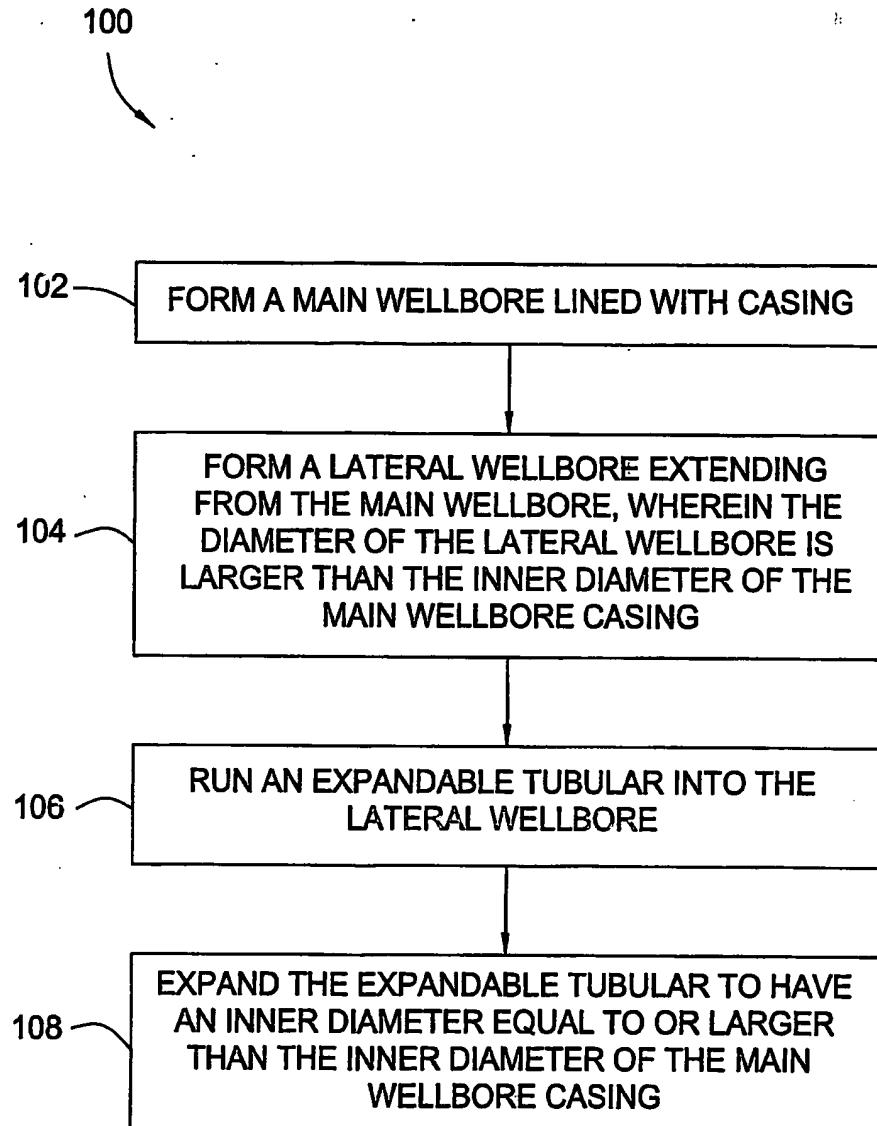 100
102
FORM A MAIN WELLBORE LINED WITH CASING
104
FORM A LATERAL WELLBORE EXTENDING
FROM THE MAIN WELLBORE, WHEREIN THE
DIAMETER OF THE LATERAL WELLBORE IS
LARGER THAN THE INNER DIAMETER OF THE
MAIN WELLBORE CASING
106
RUN AN EXPANDABLE TUBULAR INTO THE
LATERAL WELLBORE
108
EXPAND THE EXPANDABLE TUBULAR TO HAVE
AN INNER DIAMETER EQUAL TO OR LARGER
THAN THE INNER DIAMETER OF THE MAIN
WELLBORE CASING